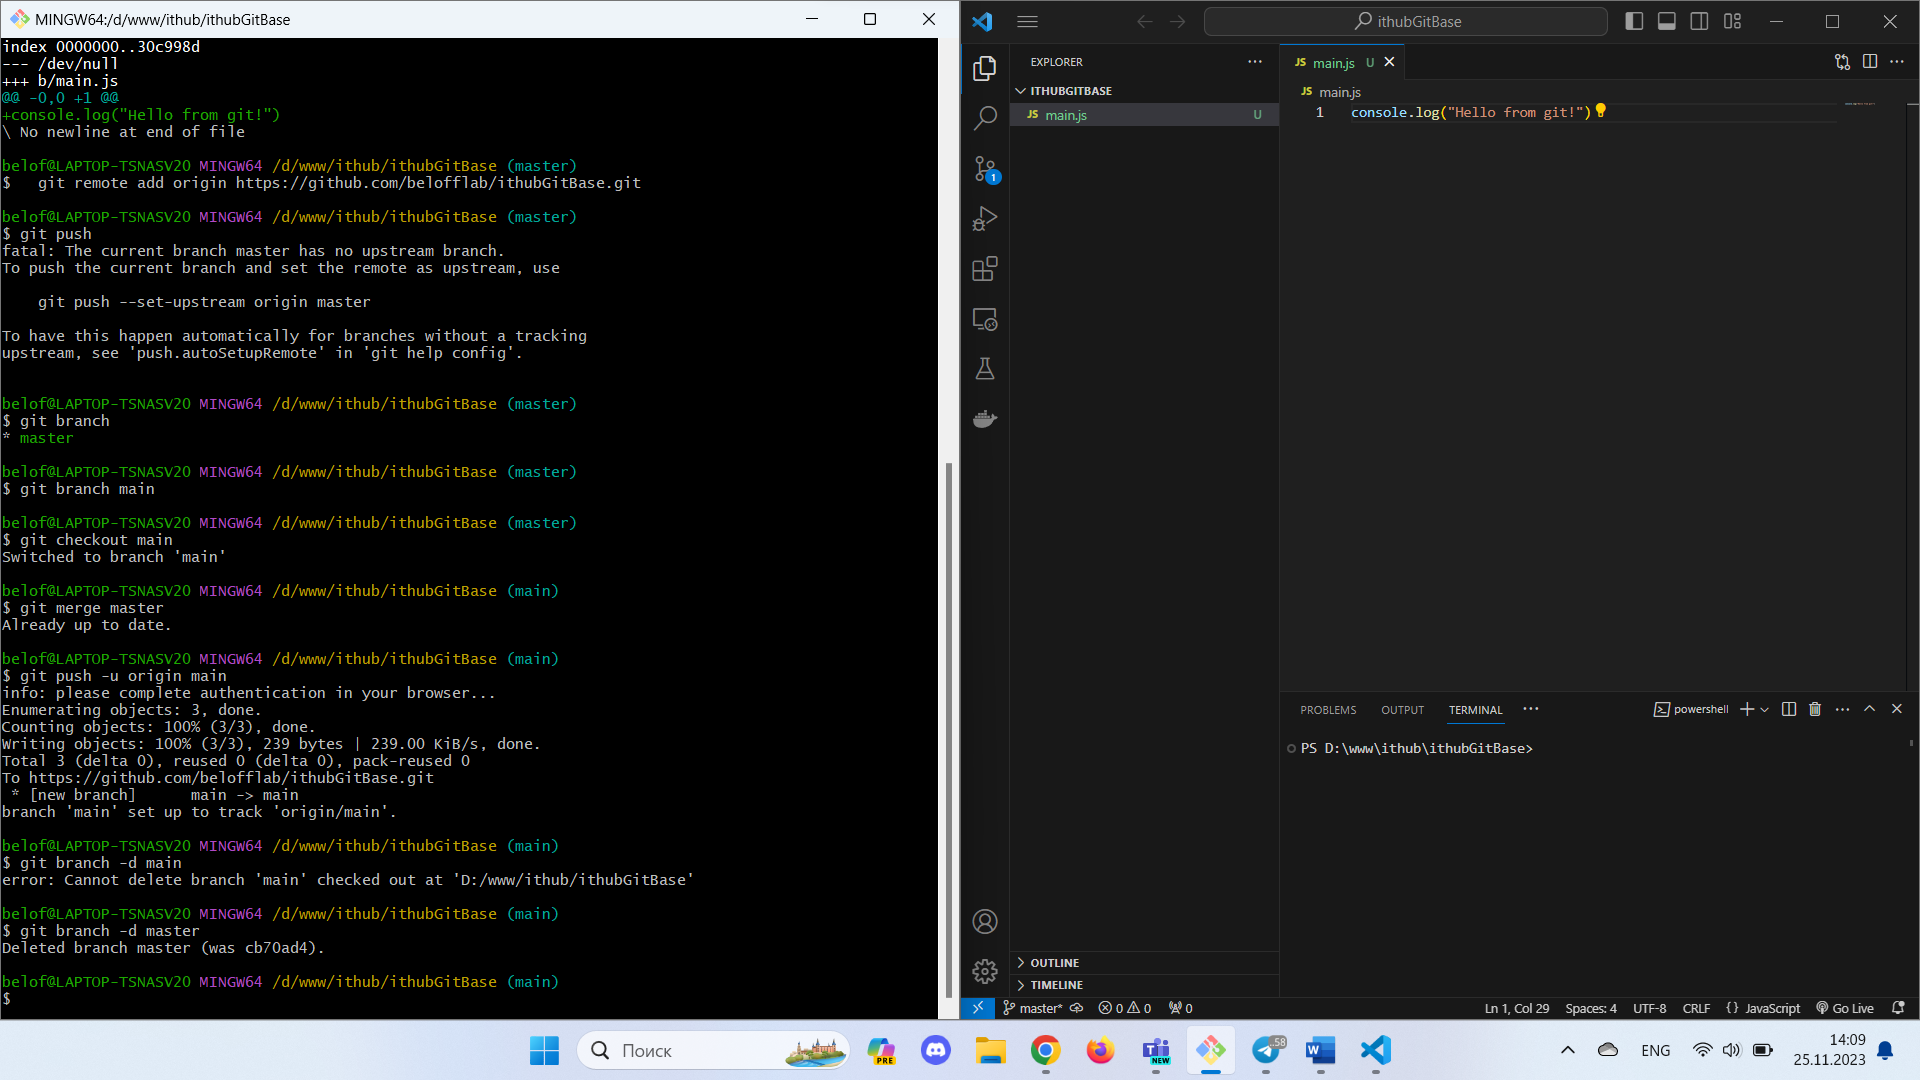 MINGW64:/d/www/ithub/ithubGitBase
index 0000000..30c998d
--- /dev/null
+++ b/main.js
@@ -0,0 +1 @@
+console.log("Hello from git!")
\ No newline at end of file
belof@LAPTOP-TSNASV2O MINGW64 /d/www/ithub/ithubGitBase (master)
$   git remote add origin https://github.com/belofflab/ithubGitBase.git
belof@LAPTOP-TSNASV2O MINGW64 /d/www/ithub/ithubGitBase (master)
$ git push
fatal: The current branch master has no upstream branch.
To push the current branch and set the remote as upstream, use
    git push --set-upstream origin master
To have this happen automatically for branches without a tracking
upstream, see 'push.autoSetupRemote' in 'git help config'.
belof@LAPTOP-TSNASV2O MINGW64 /d/www/ithub/ithubGitBase (master)
$ git branch
* master
belof@LAPTOP-TSNASV2O MINGW64 /d/www/ithub/ithubGitBase (master)
$ git branch main
belof@LAPTOP-TSNASV2O MINGW64 /d/www/ithub/ithubGitBase (master)
$ git checkout main
Switched to branch 'main'
belof@LAPTOP-TSNASV2O MINGW64 /d/www/ithub/ithubGitBase (main)
$ git merge master
Already up to date.
belof@LAPTOP-TSNASV2O MINGW64 /d/www/ithub/ithubGitBase (main)
$ git push -u origin main
info: please complete authentication in your browser...
Enumerating objects: 3, done.
Counting objects: 100% (3/3), done.
Writing objects: 100% (3/3), 239 bytes | 239.00 KiB/s, done.
Total 3 (delta 0), reused 0 (delta 0), pack-reused 0
To https://github.com/belofflab/ithubGitBase.git
 * [new branch]      main -> main
branch 'main' set up to track 'origin/main'.
belof@LAPTOP-TSNASV2O MINGW64 /d/www/ithub/ithubGitBase (main)
$ git branch -d main
error: Cannot delete branch 'main' checked out at 'D:/www/ithub/ithubGitBase'
belof@LAPTOP-TSNASV2O MINGW64 /d/www/ithub/ithubGitBase (main)
$ git branch -d master
Deleted branch master (was cb70ad4).
belof@LAPTOP-TSNASV2O MINGW64 /d/www/ithub/ithubGitBase (main)
$
ithubGitBase
EXPLORER
ITHUBGITBASE
JS main.js U
1
OUTLINE
TIMELINE
JS main.js U
JS main.js
1 console.log("Hello from git!")
PROBLEMS OUTPUT TERMINAL
powershell
PS D:\www\ithub\ithubGitBase>
master* 0 0 0
Ln 1, Col 29 Spaces: 4 UTF-8 CRLF {} JavaScript Go Live
Поиск
PRE
NEW
58
W
ENG
14:09
25.11.2023